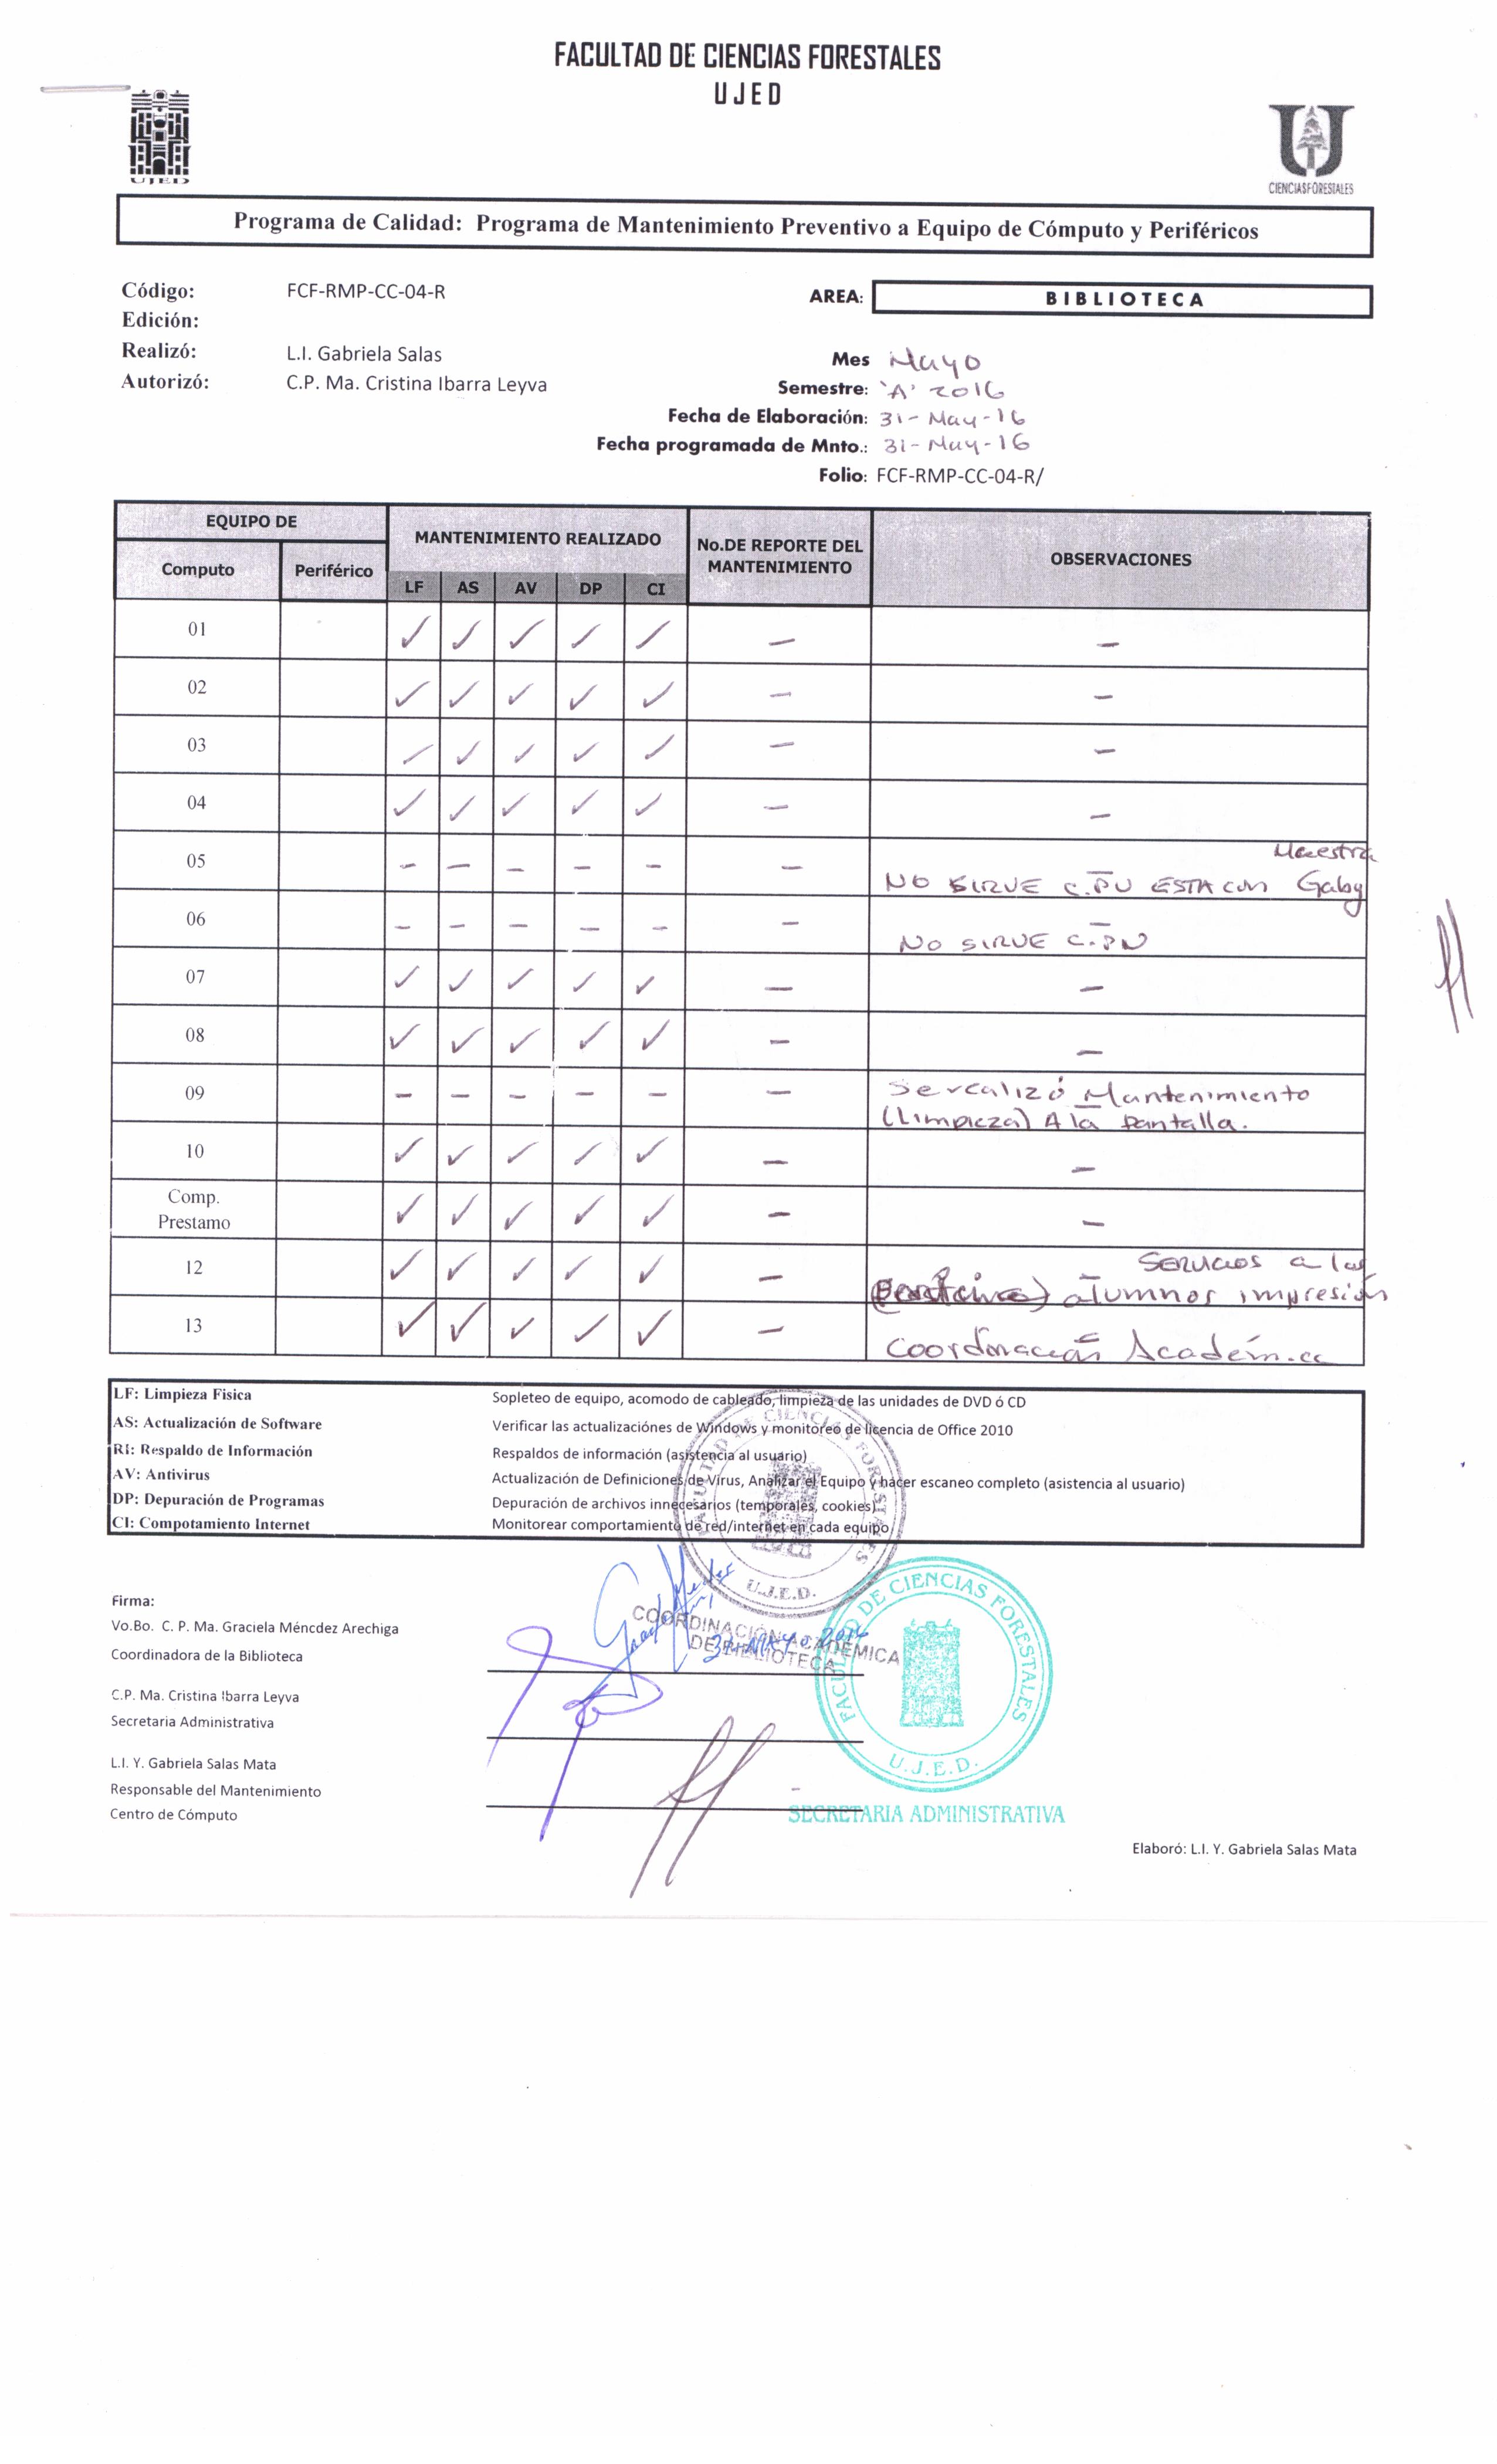 FACULTAD DE CIENCIAS FORESTALES
UJED
UJED
CIENCIASFORESTALES
Programa de Calidad: Programa de Mantenimiento Preventivo a Equipo de Cómputo y Periféricos
Código: FCF-RMP-CC-04-R
AREA: BIBLIOTECA
Edición:
Realizó: L.I. Gabriela Salas
Mes Mayo
Autorizó: C.P. Ma. Cristina Ibarra Leyva
Semestre: 'A' 2016
Fecha de Elaboración: 31-May-16
Fecha programada de Mnto.: 31-May-16
Folio: FCF-RMP-CC-04-R/
EQUIPO DE MANTENIMIENTO REALIZADO No.DE REPORTE DEL MANTENIMIENTO OBSERVACIONES
Computo Periférico LF AS AV DP CI
01 ✓ ✓ ✓ ✓ ✓ — —
02 ✓ ✓ ✓ ✓ ✓ — —
03 ✓ ✓ ✓ ✓ ✓ — —
04 ✓ ✓ ✓ ✓ ✓ — —
05 — — — — — — — Maestra
NO SIRVE C.PU ESTA con Gaby
06 — — — — — — —
NO SIRVE C.PU
07 ✓ ✓ ✓ ✓ ✓ — —
08 ✓ ✓ ✓ ✓ ✓ — —
09 — — — — — — — Se realizó Mantenimiento
(Limpieza) A la Pantalla.
10 ✓ ✓ ✓ ✓ ✓ — —
Comp.
Prestamo ✓ ✓ ✓ ✓ ✓ — —
12 ✓ ✓ ✓ ✓ ✓ — — Servicios a los
alumnos impresión
13 ✓ ✓ ✓ ✓ ✓ — —
Coordinación Académica
LF: Limpieza Fisica Sopleteo de equipo, acomodo de cableado, limpieza de las unidades de DVD ó CD
AS: Actualización de Software Verificar las actualizaciónes de Windows y monitoreo de licencia de Office 2010
RI: Respaldo de Información Respaldos de información (asistencia al usuario)
AV: Antivirus Actualización de Definiciones de Virus, Analizar el Equipo y hacer escaneo completo (asistencia al usuario)
DP: Depuración de Programas Depuración de archivos innecesarios (temporales, cookies)
CI: Compotamiento Internet Monitorear comportamiento de red/internet en cada equipo
FACULTAD DE CIENCIAS FORESTALES
U.J.E.D.
COORDINACIÓN ACADEMICA
DE BIBLIOTECA
Firma:
Vo.Bo. C. P. Ma. Graciela Méncdez Arechiga
Coordinadora de la Biblioteca
C.P. Ma. Cristina Ibarra Leyva
Secretaria Administrativa
L.I. Y. Gabriela Salas Mata
Responsable del Mantenimiento
Centro de Cómputo
FACULTAD DE CIENCIAS FORESTALES
U.J.E.D.
SECRETARIA ADMINISTRATIVA
Elaboró: L.I. Y. Gabriela Salas Mata